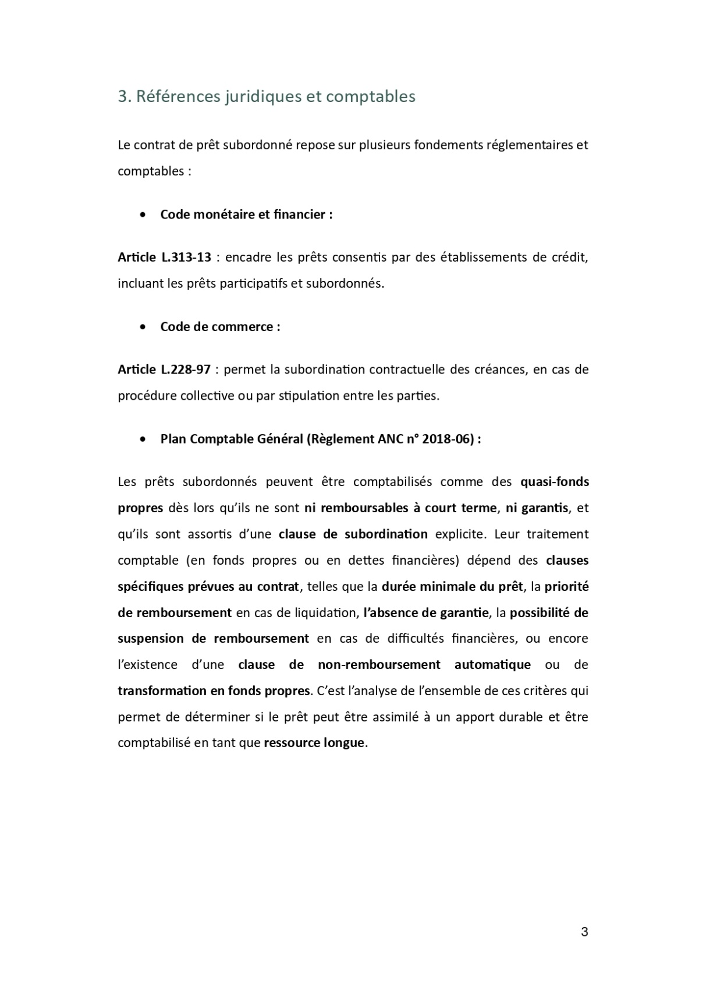 3. Références juridiques et comptables
Le contrat de prêt subordonné repose sur plusieurs fondements réglementaires et
comptables :
• Code monétaire et financier :
Article L.313-13 : encadre les prêts consentis par des établissements de crédit,
incluant les prêts participatifs et subordonnés.
• Code de commerce :
Article L.228-97 : permet la subordination contractuelle des créances, en cas de
procédure collective ou par stipulation entre les parties.
• Plan Comptable Général (Règlement ANC n° 2018-06) :
Les prêts subordonnés peuvent être comptabilisés comme des quasi-fonds
propres dès lors qu’ils ne sont ni remboursables à court terme, ni garantis, et
qu’ils sont assortis d’une clause de subordination explicite. Leur traitement
comptable (en fonds propres ou en dettes financières) dépend des clauses
spécifiques prévues au contrat, telles que la durée minimale du prêt, la priorité
de remboursement en cas de liquidation, l’absence de garantie, la possibilité de
suspension de remboursement en cas de difficultés financières, ou encore
l’existence d’une clause de non-remboursement automatique ou de
transformation en fonds propres. C’est l’analyse de l’ensemble de ces critères qui
permet de déterminer si le prêt peut être assimilé à un apport durable et être
comptabilisé en tant que ressource longue.
3